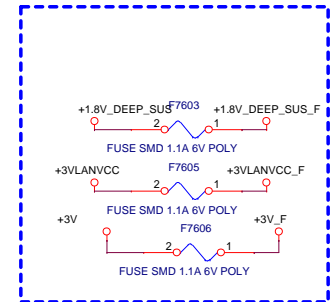 F7603
+1.8V_DEEP_SUS +1.8V_DEEP_SUS_F
2 1
FUSE SMD 1.1A 6V POLY
F7605
+3VLANVCC +3VLANVCC_F
2 1
FUSE SMD 1.1A 6V POLY
+3V +3V_F
F7606
2 1
FUSE SMD 1.1A 6V POLY